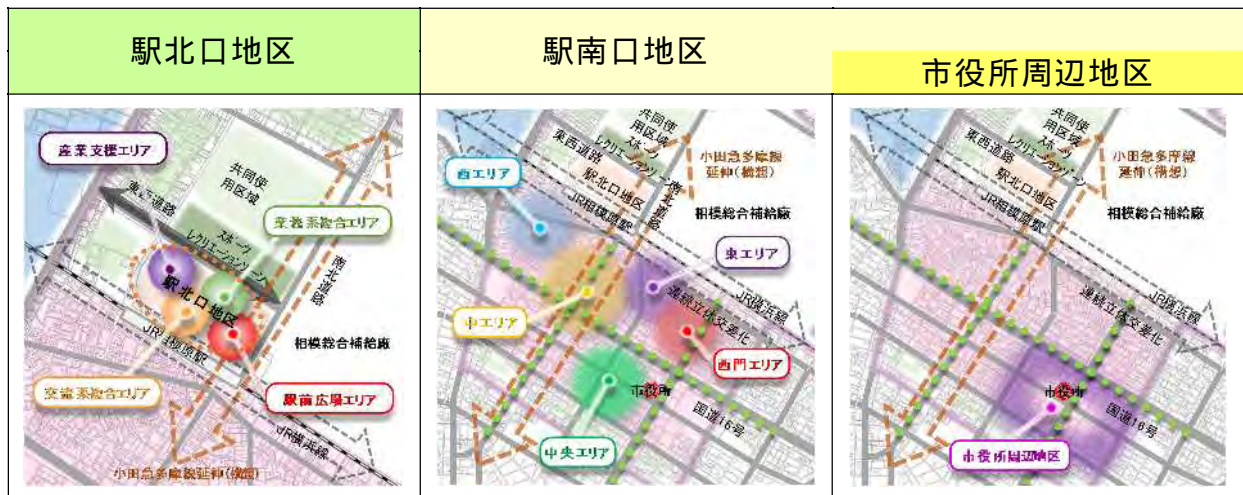 駅北口地区
駅南口地区
市役所周辺地区
産業支援エリア
共同使
用区域
東西道路
業務系複合エリア
スポーツ
レクリエーションゾーン
南北道路
駅北口地区
JR相模原駅
相模総合補給廠
交流系複合エリア
駅前広場エリア
JR横浜線
小田急多摩線延伸(構想)
共同使
用区域
スポーツ
レクリエーションゾーン
東西道路
小田急多摩線
延伸(構想)
西エリア
駅北口地区
南北道路
JR相模原駅
相模総合補給廠
東エリア
JR横浜線
中エリア
連続立体交差化
西門エリア
市役所
国道16号
中央エリア
共同使
用区域
スポーツ
レクリエーションゾーン
東西道路
小田急多摩線
延伸(構想)
駅北口地区
南北道路
JR相模原駅
相模総合補給廠
JR横浜線
連続立体交差化
市役所
国道16号
市役所周辺地区